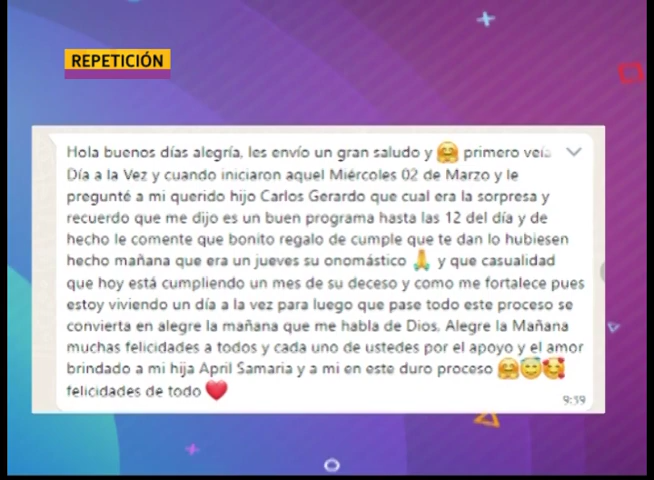 REPETICIÓN
Hola buenos días alegría, les envío un gran saludo y 🤗 primero veía
Día a la Vez y cuando iniciaron aquel Miércoles 02 de Marzo y le
pregunté a mi querido hijo Carlos Gerardo que cual era la sorpresa y
recuerdo que me dijo es un buen programa hasta las 12 del día y de
hecho le comente que bonito regalo de cumple que te dan lo hubiesen
hecho mañana que era un jueves su onomástico 🙏 y que casualidad
que hoy está cumpliendo un mes de su deceso y como me fortalece pues
estoy viviendo un día a la vez para luego que pase todo este proceso se
convierta en alegre la mañana que me habla de Dios. Alegre la Mañana
muchas felicidades a todos y cada uno de ustedes por el apoyo y el amor
brindado a mi hija April Samaria y a mi en este duro proceso 🤗😇🥰
felicidades de todo ❤️
9:39